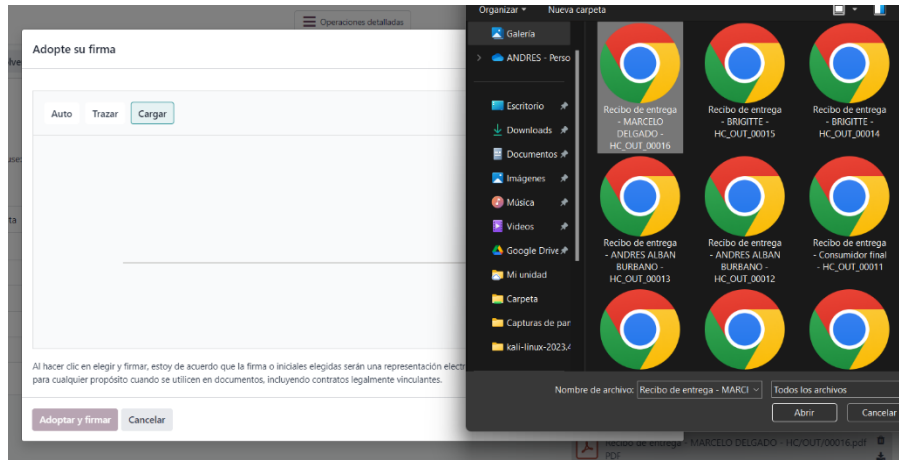 Operaciones detalladas
Adopte su firma
Auto
Trazar
Cargar
Al hacer clic en elegir y firmar, estoy de acuerdo que la firma o iniciales elegidas serán una representación electr
para cualquier propósito cuando se utilicen en documentos, incluyendo contratos legalmente vinculantes.
Adoptar y firmar
Cancelar
Organizar
Nueva carpeta
Galería
ANDRES - Perso
Escritorio
Downloads
Documentos
Imágenes
Música
Videos
Google Drive
Mi unidad
Carpeta
Capturas de pan
kali-linux-2023.4
Recibo de entrega
- MARCELO
DELGADO -
HC_OUT_00016
Recibo de entrega
- BRIGITTE -
HC_OUT_00015
Recibo de entrega
- BRIGITTE -
HC_OUT_00014
Recibo de entrega
- ANDRES ALBAN
BURBANO -
HC_OUT_00013
Recibo de entrega
- ANDRES ALBAN
BURBANO -
HC_OUT_00012
Recibo de entrega
- Consumidor final
- HC_OUT_00011
Nombre de archivo:
Recibo de entrega - MARCI
Todos los archivos
Abrir
Cancelar
Recibo de entrega - MARCELO DELGADO - HC/OUT/00016.pdf
PDF